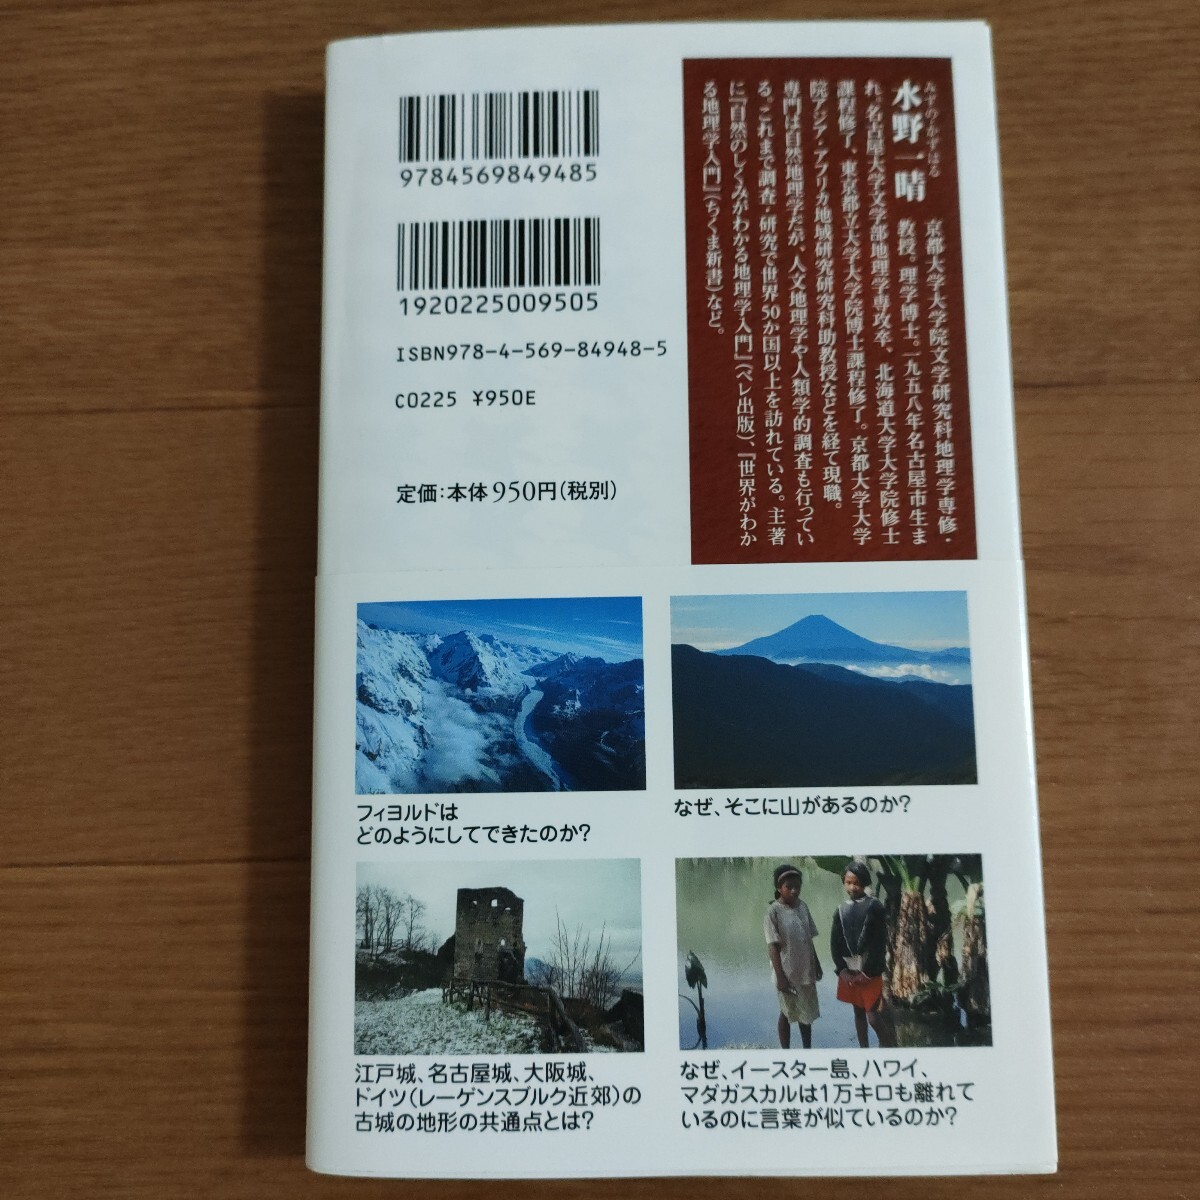 9784569849485
1920225009505
ISBN978-4-569-84948-5
C0225 ¥950E
定価:本体950円(税別)
みずの・かずはる
水野一晴
京都大学大学院文学研究科地理学専修・
教授。理学博士。一九五八年名古屋市生ま
れ。名古屋大学文学部地理学専攻卒、北海道大学大学院修士
課程修了、東京都立大学大学院博士課程修了。京都大学大学
院アジア・アフリカ地域研究研究科助教授などを経て現職。
専門は自然地理学だが、人文地理学や人類学的調査も行ってい
る。これまで調査・研究で世界50か国以上を訪れている。主著
に『自然のしくみがわかる地理学入門』(ベレ出版)、『世界がわか
る地理学入門』(ちくま新書)など。
フィヨルドは
どのようにしてできたのか?
なぜ、そこに山があるのか?
江戸城、名古屋城、大阪城、
ドイツ(レーゲンスブルク近郊)の
古城の地形の共通点とは?
なぜ、イースター島、ハワイ、
マダガスカルは1万キロも離れて
いるのに言葉が似ているのか?